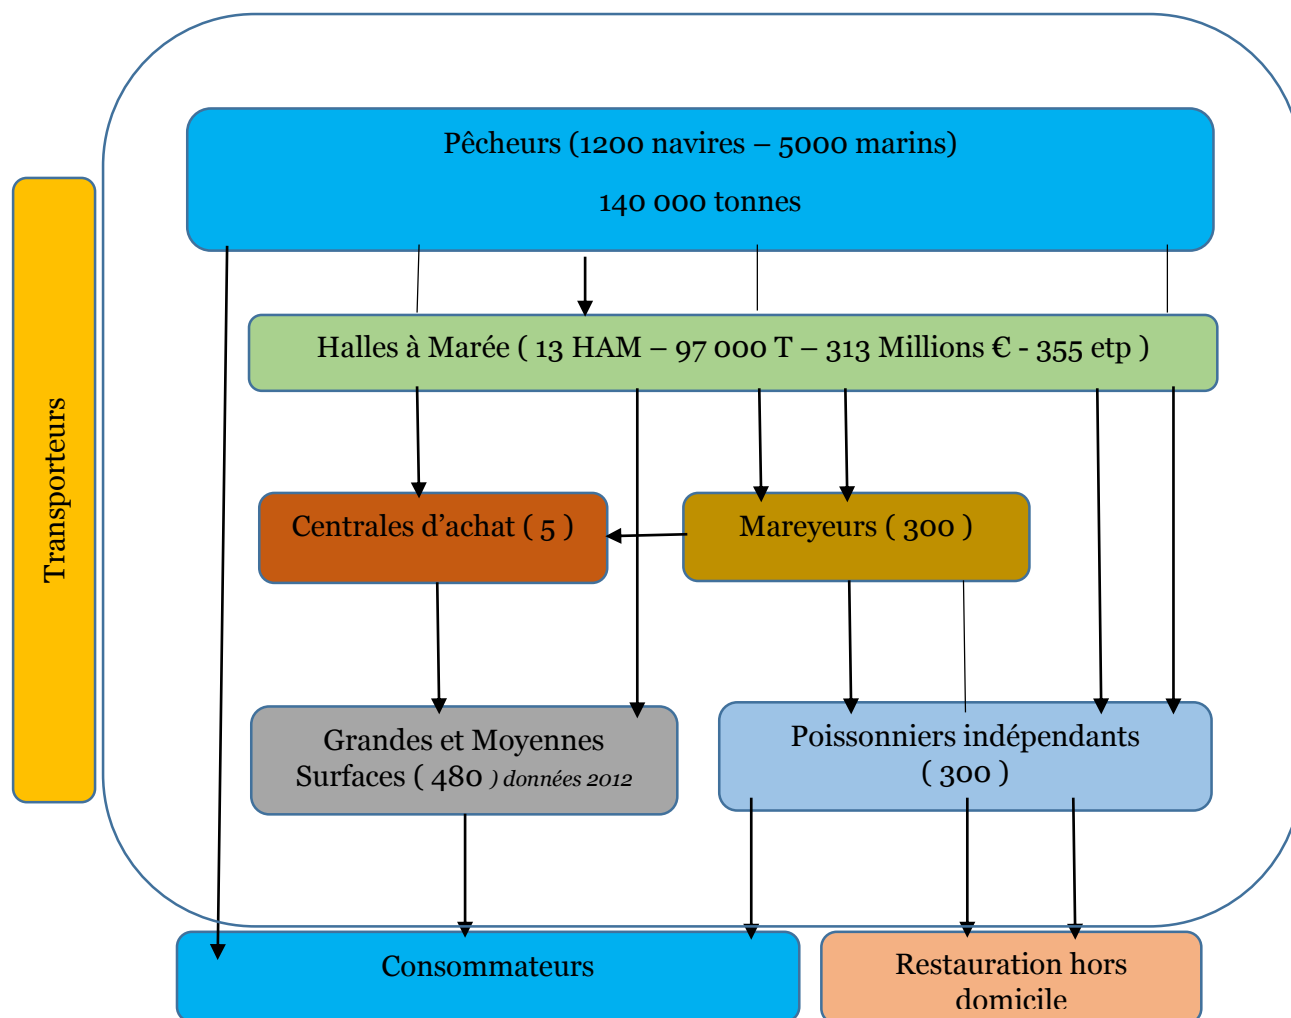 Pêcheurs (1200 navires – 5000 marins)
140 000 tonnes
Transporteurs
Halles à Marée ( 13 HAM – 97 000 T – 313 Millions € - 355 etp )
Centrales d’achat ( 5 )
Mareyeurs ( 300 )
Grandes et Moyennes
Surfaces ( 480 ) données 2012
Poissonniers indépendants
( 300 )
Consommateurs
Restauration hors
domicile